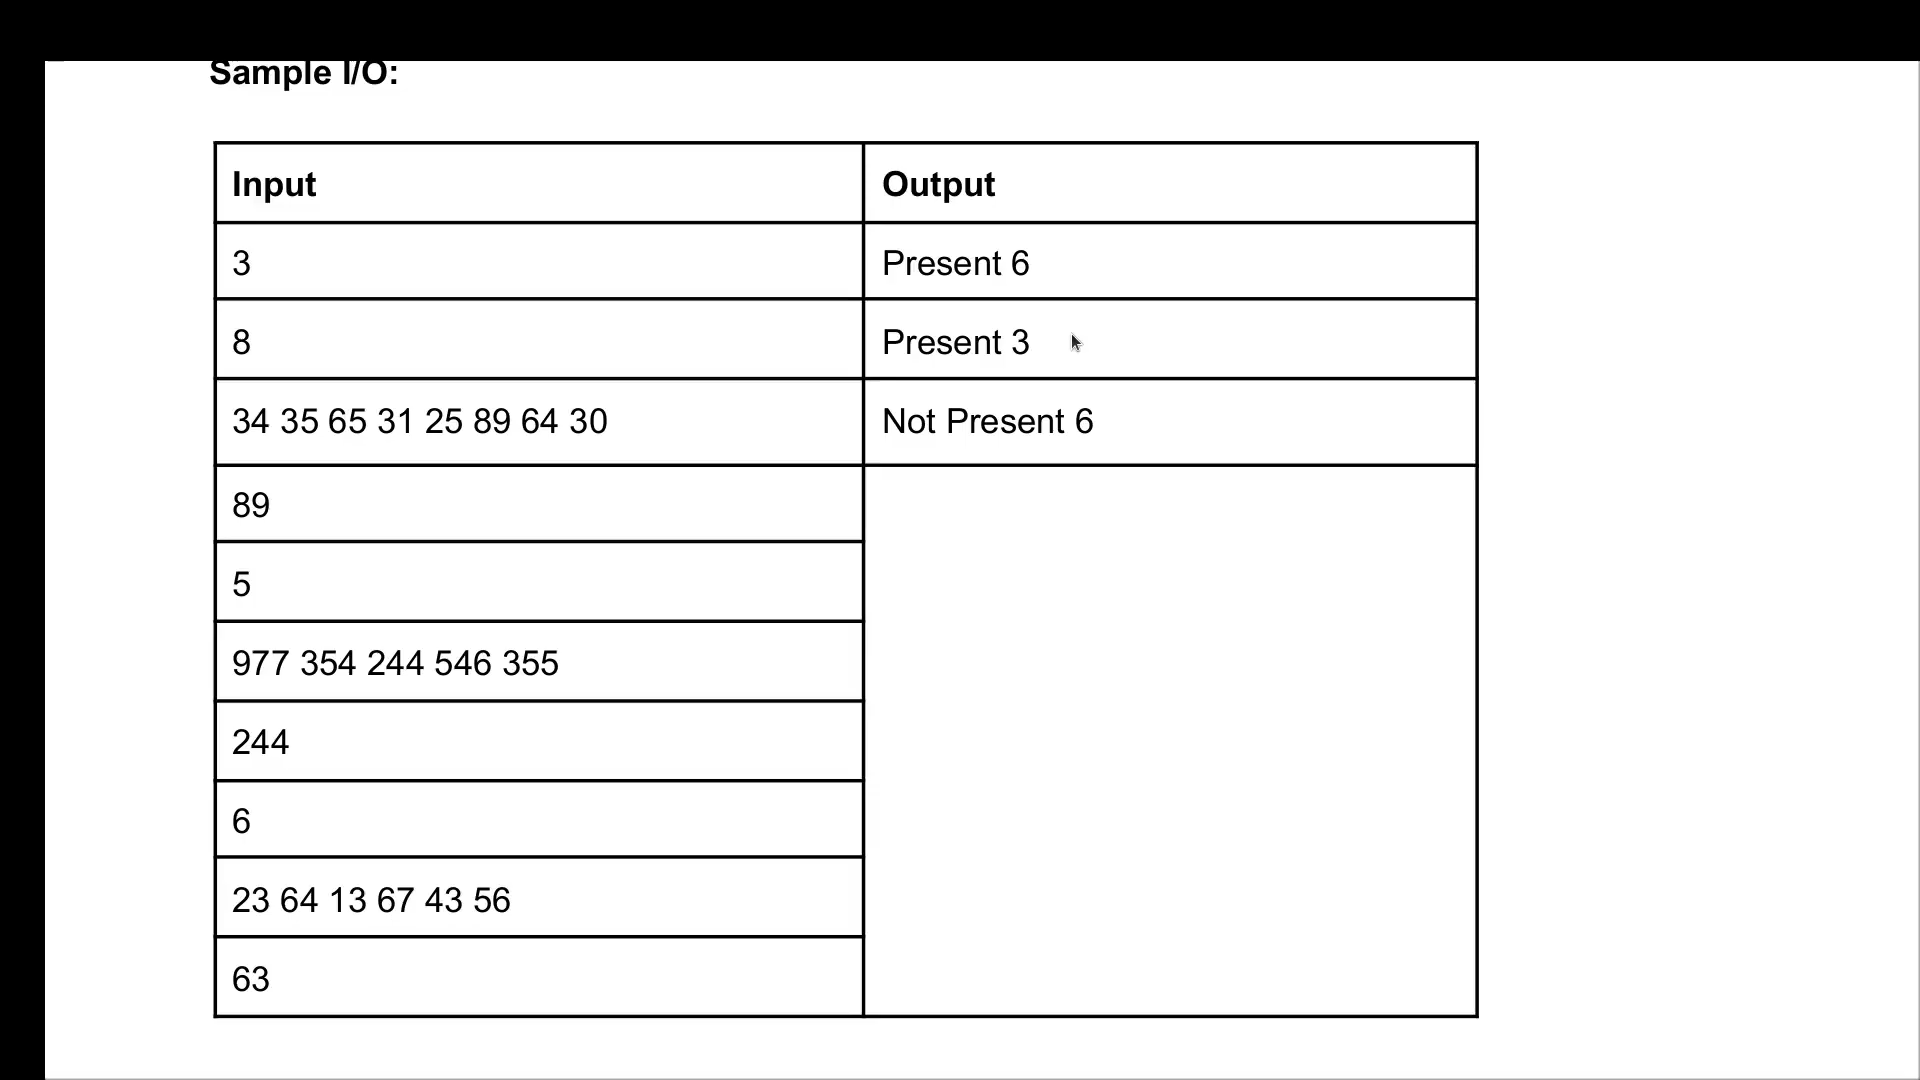 Sample I/O:
Input Output
3 Present 6
8 Present 3
34 35 65 31 25 89 64 30 Not Present 6
89
5
977 354 244 546 355
244
6
23 64 13 67 43 56
63